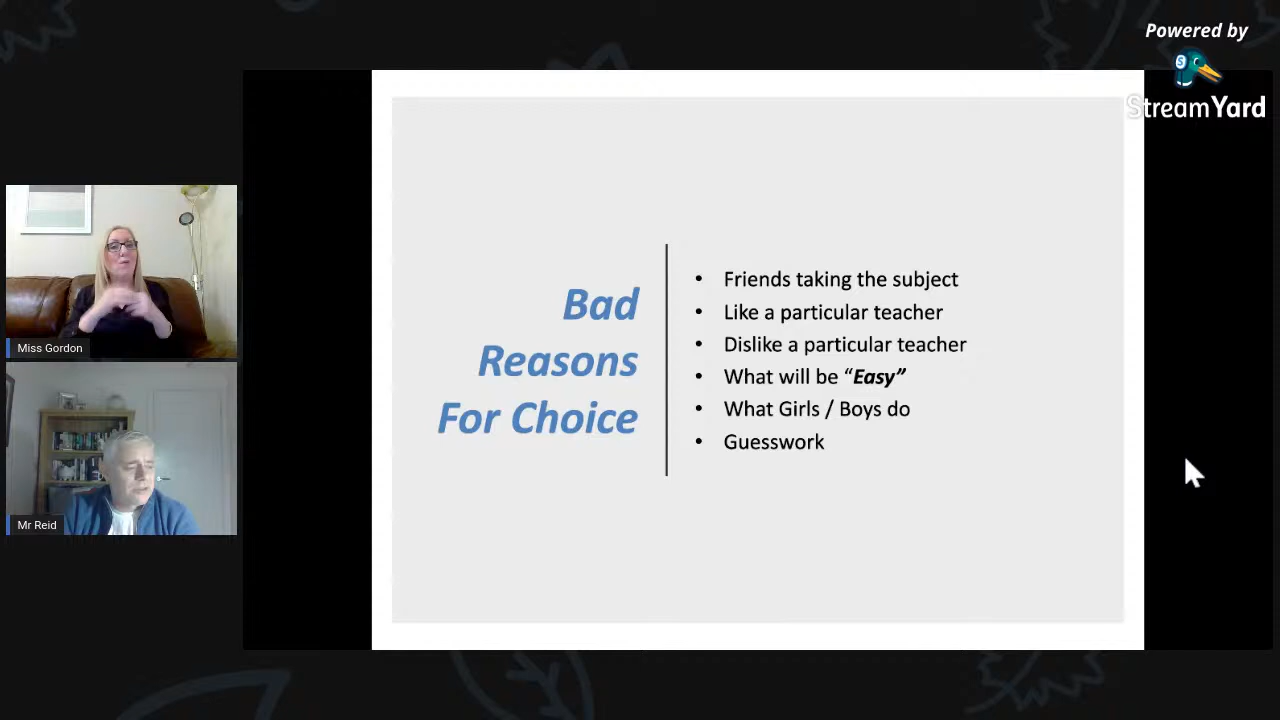 Powered by
StreamYard
Miss Gordon
Mr Reid
Bad
Reasons
For Choice
• Friends taking the subject
• Like a particular teacher
• Dislike a particular teacher
• What will be “Easy”
• What Girls / Boys do
• Guesswork